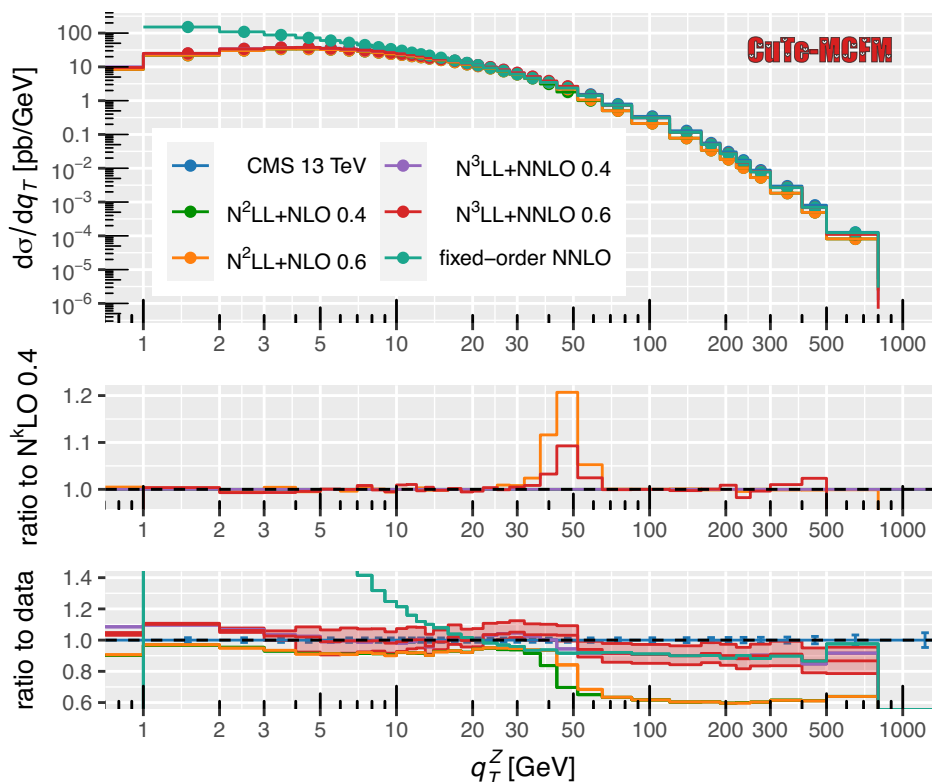 CuTe-MCFM
dσ/dq_T [pb/GeV]
100
10
1
0.1
10⁻²
10⁻³
10⁻⁴
10⁻⁵
10⁻⁶
CMS 13 TeV
N²LL+NLO 0.4
N²LL+NLO 0.6
N³LL+NNLO 0.4
N³LL+NNLO 0.6
fixed−order NNLO
1 2 3 5 10 20 30 50 100 200 300 500 1000
ratio to NᵏLO 0.4
1.2
1.1
1.0
1 2 3 5 10 20 30 50 100 200 300 500 1000
ratio to data
1.4
1.2
1.0
0.8
0.6
1 2 3 5 10 20 30 50 100 200 300 500 1000
q_T^Z [GeV]